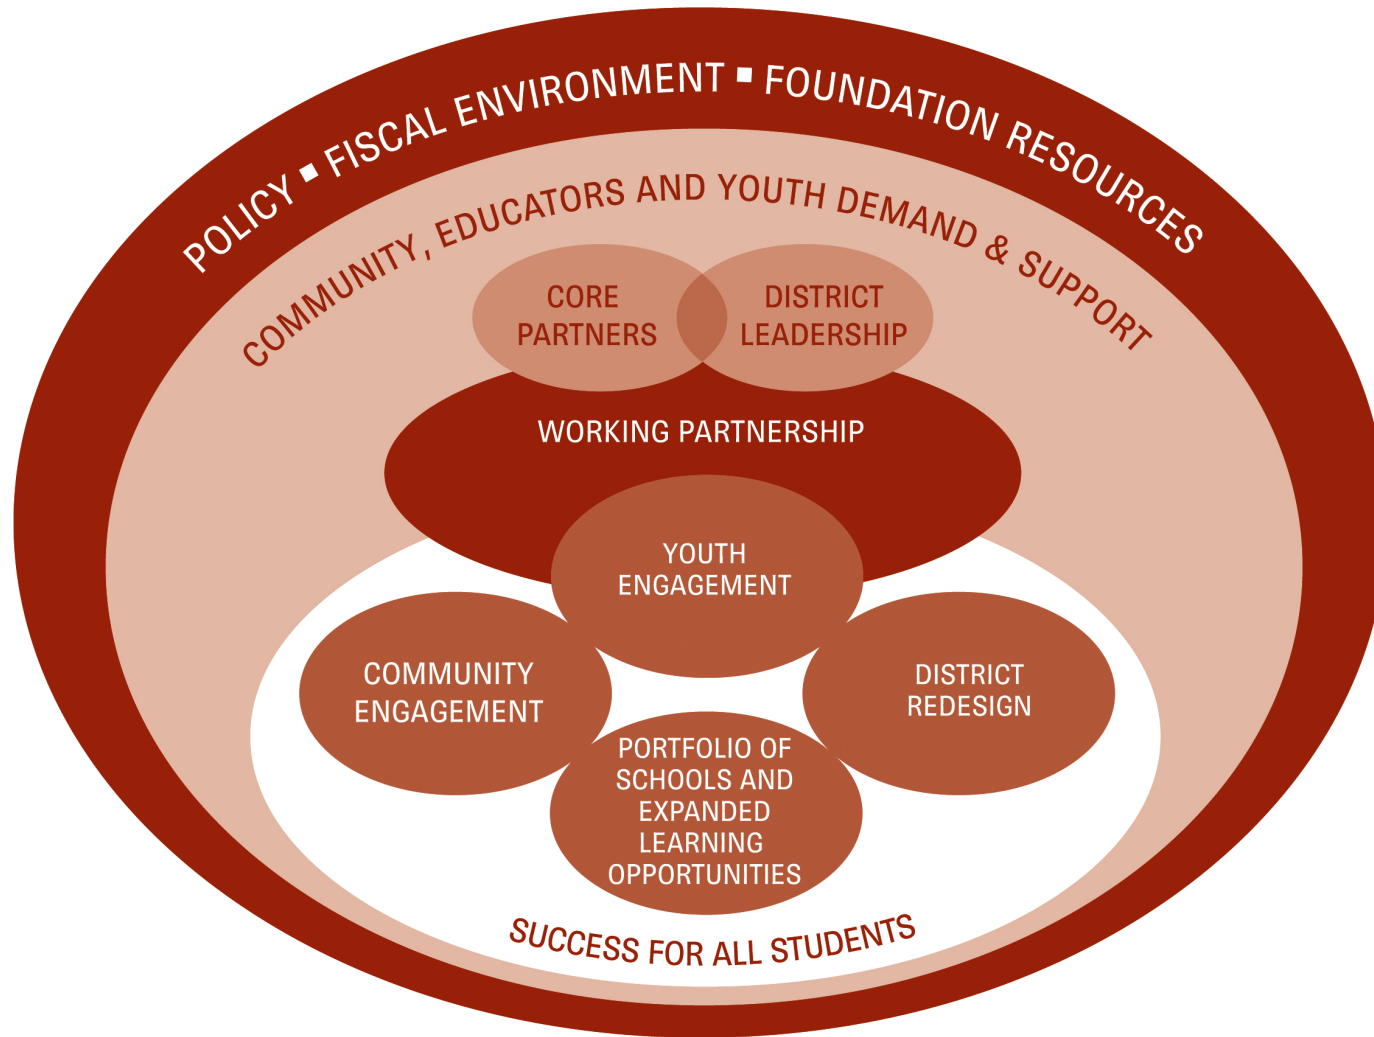 POLICY ▪ FISCAL ENVIRONMENT ▪ FOUNDATION RESOURCES
COMMUNITY, EDUCATORS AND YOUTH DEMAND & SUPPORT
CORE
PARTNERS
DISTRICT
LEADERSHIP
WORKING PARTNERSHIP
YOUTH
ENGAGEMENT
COMMUNITY
ENGAGEMENT
DISTRICT
REDESIGN
PORTFOLIO OF
SCHOOLS AND
EXPANDED
LEARNING
OPPORTUNITIES
SUCCESS FOR ALL STUDENTS